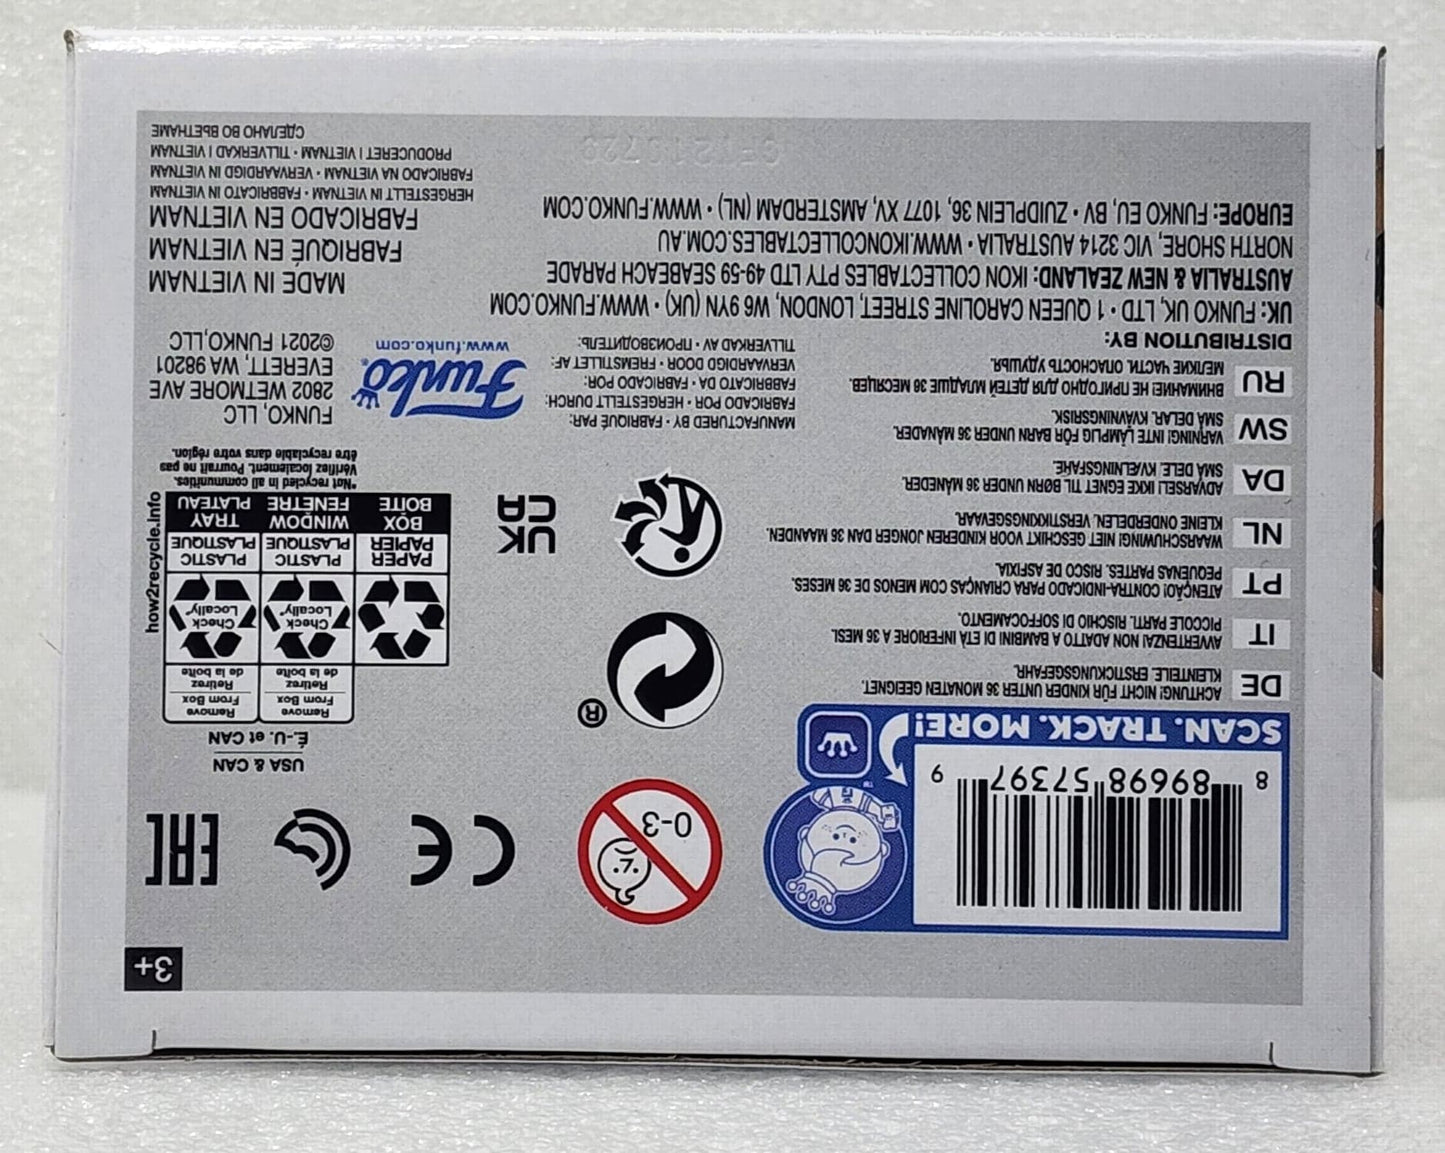 3+
8 89698 57397 9
SCAN. TRACK. MORE!
™
0-3
CE
EAC
USA & CAN
É.-U. et CAN
Remove
From Box
Retirez
de la boîte
Remove
From Box
Retirez
de la boîte
Check
Locally*
Check
Locally*
PAPER
PAPIER
PLASTIC
PLASTIQUE
PLASTIC
PLASTIQUE
BOX
BOÎTE
WINDOW
FENÊTRE
TRAY
PLATEAU
how2recycle.info
*Not recycled in all communities.
Vérifiez localement. Pourrait ne pas
être recyclable dans votre région.
®
UK
CA
DE
ACHTUNG! NICHT FÜR KINDER UNTER 36 MONATEN GEEIGNET.
KLEINTEILE. ERSTICKUNGSGEFAHR.
IT
AVVERTENZA! NON ADATTO A BAMBINI DI ETÀ INFERIORE A 36 MESI.
PICCOLE PARTI. RISCHIO DI SOFFOCAMENTO.
PT
ATENÇÃO! CONTRA-INDICADO PARA CRIANÇAS COM MENOS DE 36 MESES.
PEQUENAS PARTES. RISCO DE ASFIXIA.
NL
WAARSCHUWING! NIET GESCHIKT VOOR KINDEREN JONGER DAN 36 MAANDEN.
KLEINE ONDERDELEN. VERSTIKKINGSGEVAAR.
DA
ADVARSEL! IKKE EGNET TIL BØRN UNDER 36 MÅNEDER.
SMÅ DELE. KVÆLNINGSFARE.
SW
VARNING! INTE LÄMPLIG FÖR BARN UNDER 36 MÅNADER.
SMÅ DELAR. KVÄVNINGSRISK.
RU
ВНИМАНИЕ! НЕ ПРИГОДНО ДЛЯ ДЕТЕЙ МЛАДШЕ 36 МЕСЯЦЕВ.
МЕЛКИЕ ЧАСТИ. ОПАСНОСТЬ УДУШЬЯ.
MANUFACTURED BY • FABRIQUÉ PAR:
FABRICADO POR • HERGESTELLT DURCH:
FABBRICATO DA • FABRICADO POR:
VERVAARDIGD DOOR • FREMSTILLET AF:
TILLVERKAD AV • ПРОИЗВОДИТЕЛЬ:
Funko®
www.funko.com
FUNKO, LLC
2802 WETMORE AVE
EVERETT, WA 98201
©2021 FUNKO,LLC
DISTRIBUTION BY:
UK: FUNKO UK, LTD • 1 QUEEN CAROLINE STREET, LONDON, W6 9YN (UK) • WWW.FUNKO.COM
AUSTRALIA & NEW ZEALAND: IKON COLLECTABLES PTY LTD 49-59 SEABEACH PARADE
NORTH SHORE, VIC 3214 AUSTRALIA • WWW.IKONCOLLECTABLES.COM.AU
EUROPE: FUNKO EU, BV • ZUIDPLEIN 36, 1077 XV, AMSTERDAM (NL) • WWW.FUNKO.COM
MADE IN VIETNAM
FABRIQUÉ EN VIETNAM
FABRICADO EN VIETNAM
HERGESTELLT IN VIETNAM • FABBRICATO IN VIETNAM
FABRICADO NA VIETNAM • VERVAARDIGD IN VIETNAM
PRODUCERET I VIETNAM • TILLVERKAD I VIETNAM
СДЕЛАНО ВО ВЬЕТНАМЕ